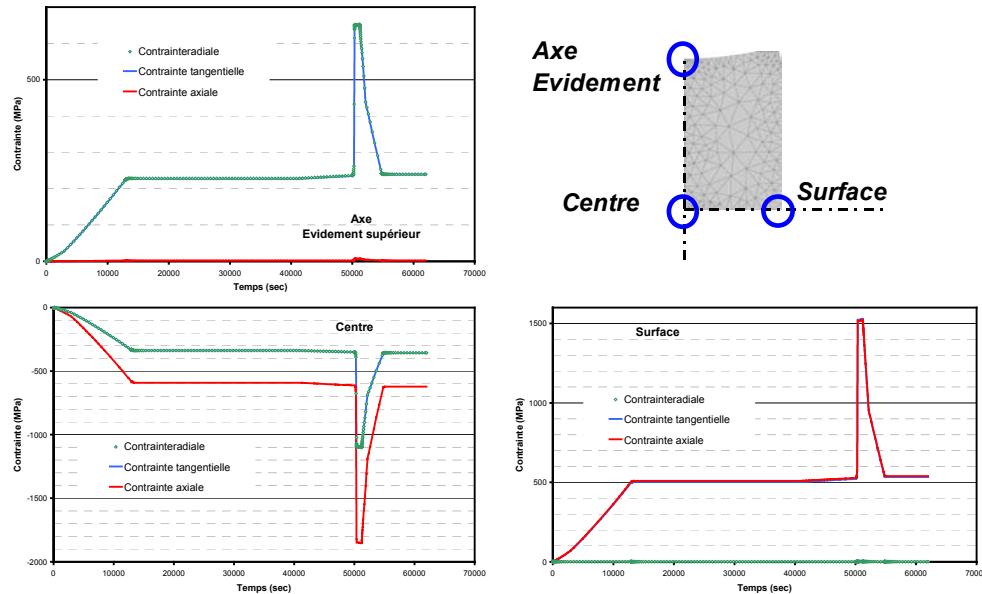 Contrainte (MPa)
500
0
Contrainteradiale
Contrainte tangentielle
Contrainte axiale
Axe
Evidement supérieur
0 10000 20000 30000 40000 50000 60000 70000
Temps (sec)
Axe
Evidement
Centre
Surface
Contrainte (MPa)
0
-500
-1000
-1500
-2000
Centre
Contrainteradiale
Contrainte tangentielle
Contrainte axiale
0 10000 20000 30000 40000 50000 60000 70000
Temps (sec)
Contrainte (MPa)
1500
1000
500
0
Surface
Contrainteradiale
Contrainte tangentielle
Contrainte axiale
0 10000 20000 30000 40000 50000 60000 70000
Temps (sec)